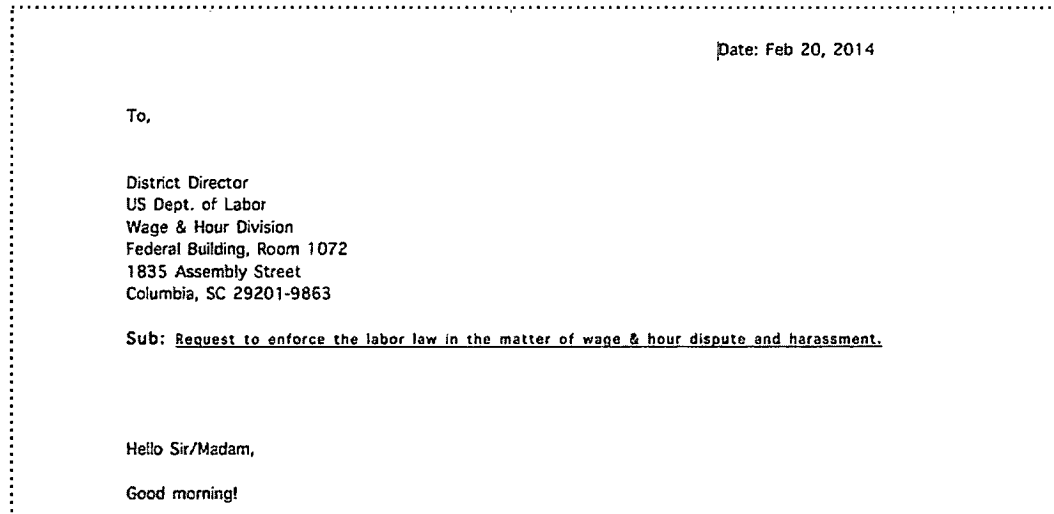 Date: Feb 20, 2014
To,
District Director
US Dept. of Labor
Wage & Hour Division
Federal Building, Room 1072
1835 Assembly Street
Columbia, SC 29201-9863
Sub: Request to enforce the labor law in the matter of wage & hour dispute and harassment.
Hello Sir/Madam,
Good morning!